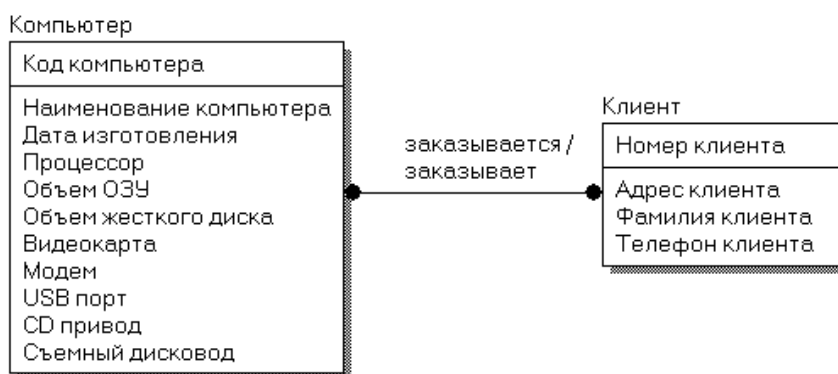 Компьютер
Код компьютера
Наименование компьютера
Дата изготовления
Процессор
Объем ОЗУ
Объем жесткого диска
Видеокарта
Модем
USB порт
CD привод
Съемный дисковод
заказывается /
заказывает
Клиент
Номер клиента
Адрес клиента
Фамилия клиента
Телефон клиента